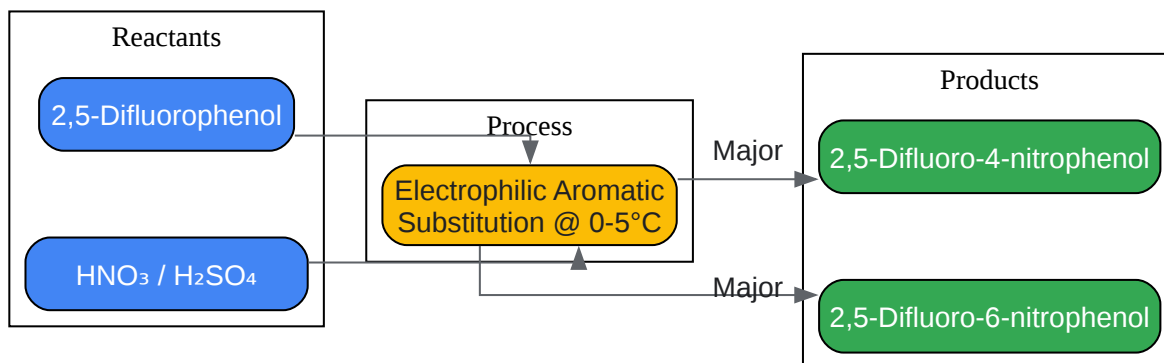 Reactants
2,5-Difluorophenol
HNO₃ / H₂SO₄
Process
Electrophilic Aromatic
Substitution @ 0-5°C
Major
Major
Products
2,5-Difluoro-4-nitrophenol
2,5-Difluoro-6-nitrophenol